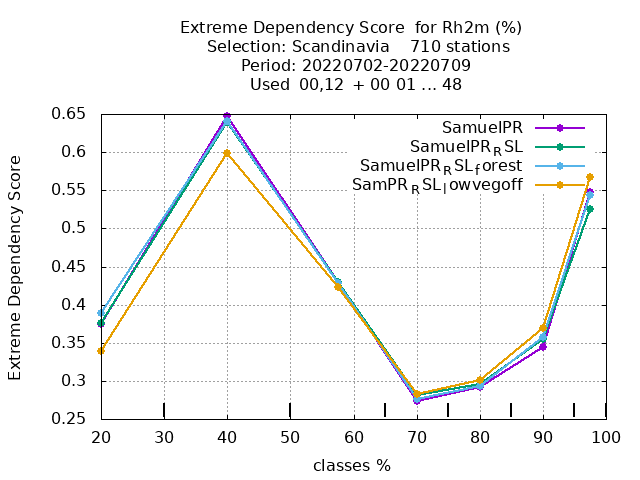 Extreme Dependency Score  for Rh2m (%)
Selection: Scandinavia    710 stations
Period: 20220702-20220709
Used  00,12  + 00 01 ... 48
Extreme Dependency Score
0.65
0.6
0.55
0.5
0.45
0.4
0.35
0.3
0.25
SamuelPR
SamuelPR_RSL
SamuelPR_RSL_forest
SamPR_RSL_lowvegoff
20 30 40 50 60 70 80 90 100
classes %